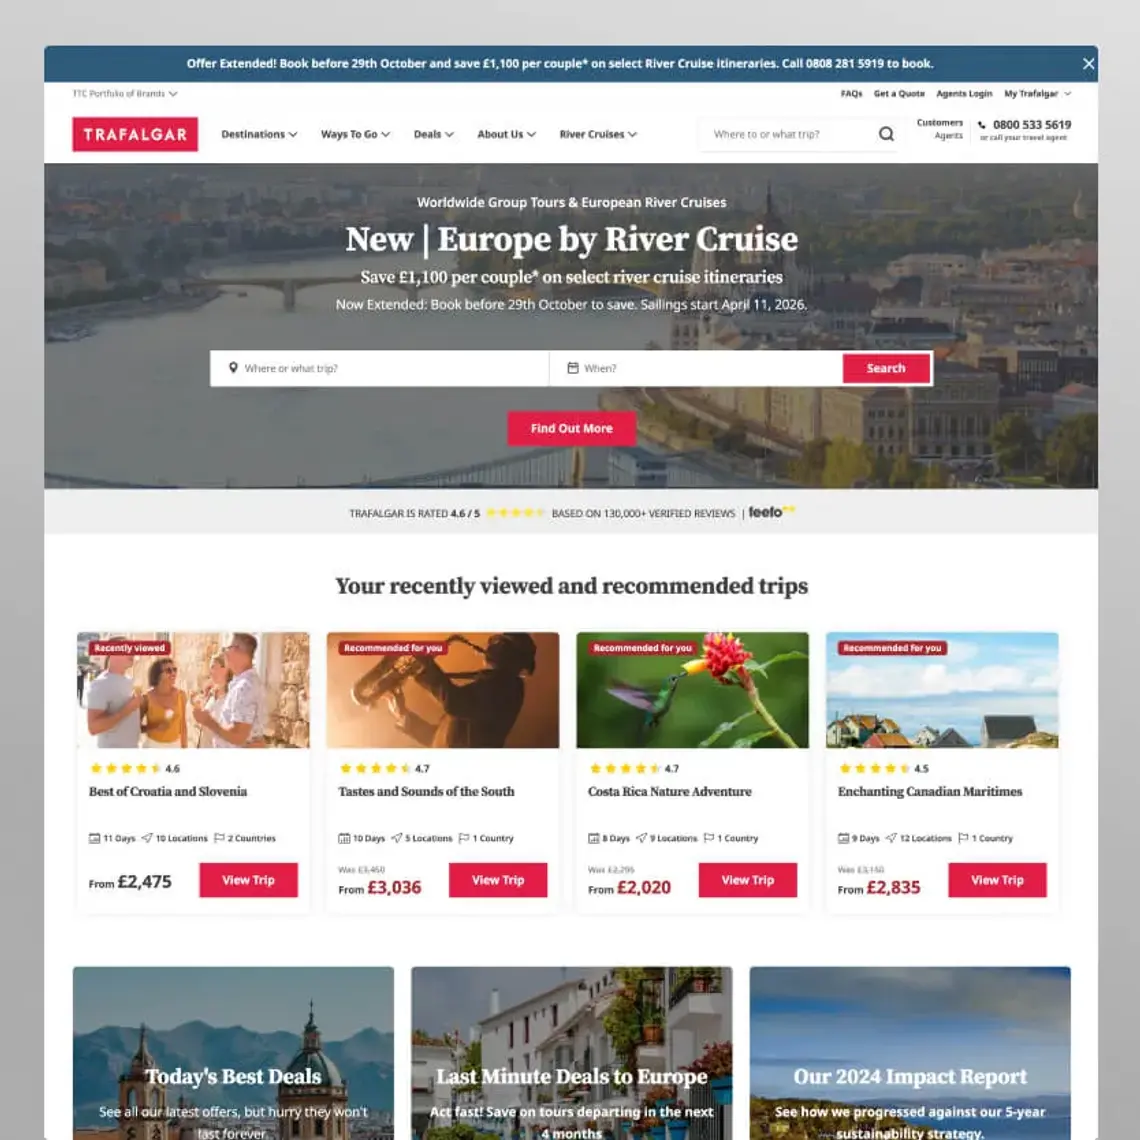 Offer Extended! Book before 29th October and save £1,100 per couple* on select River Cruise itineraries. Call 0808 281 5919 to book.
TTC Portfolio of Brands
FAQs Get a Quote Agents Login My Trafalgar
TRAFALGAR
Destinations Ways To Go Deals About Us River Cruises
Where to or what trip?
Customers
Agents
0800 533 5619
or call your travel agent
Worldwide Group Tours & European River Cruises
New | Europe by River Cruise
Save £1,100 per couple* on select river cruise itineraries
Now Extended: Book before 29th October to save. Sailings start April 11, 2026.
Where or what trip? When? Search
Find Out More
TRAFALGAR IS RATED 4.6 / 5 BASED ON 130,000+ VERIFIED REVIEWS | feefo
Your recently viewed and recommended trips
Recently viewed
4.6
Best of Croatia and Slovenia
11 Days 10 Locations 2 Countries
From £2,475 View Trip
Recommended for you
4.7
Tastes and Sounds of the South
10 Days 5 Locations 1 Country
Was £3,450
From £3,036 View Trip
Recommended for you
4.7
Costa Rica Nature Adventure
8 Days 9 Locations 1 Country
Was £2,295
From £2,020 View Trip
Recommended for you
4.5
Enchanting Canadian Maritimes
9 Days 12 Locations 1 Country
Was £3,150
From £2,835 View Trip
Today's Best Deals
See all our latest offers, but hurry they won't
last forever.
Last Minute Deals to Europe
Act fast! Save on tours departing in the next
4 months
Our 2024 Impact Report
See how we progressed against our 5-year
sustainability strategy.